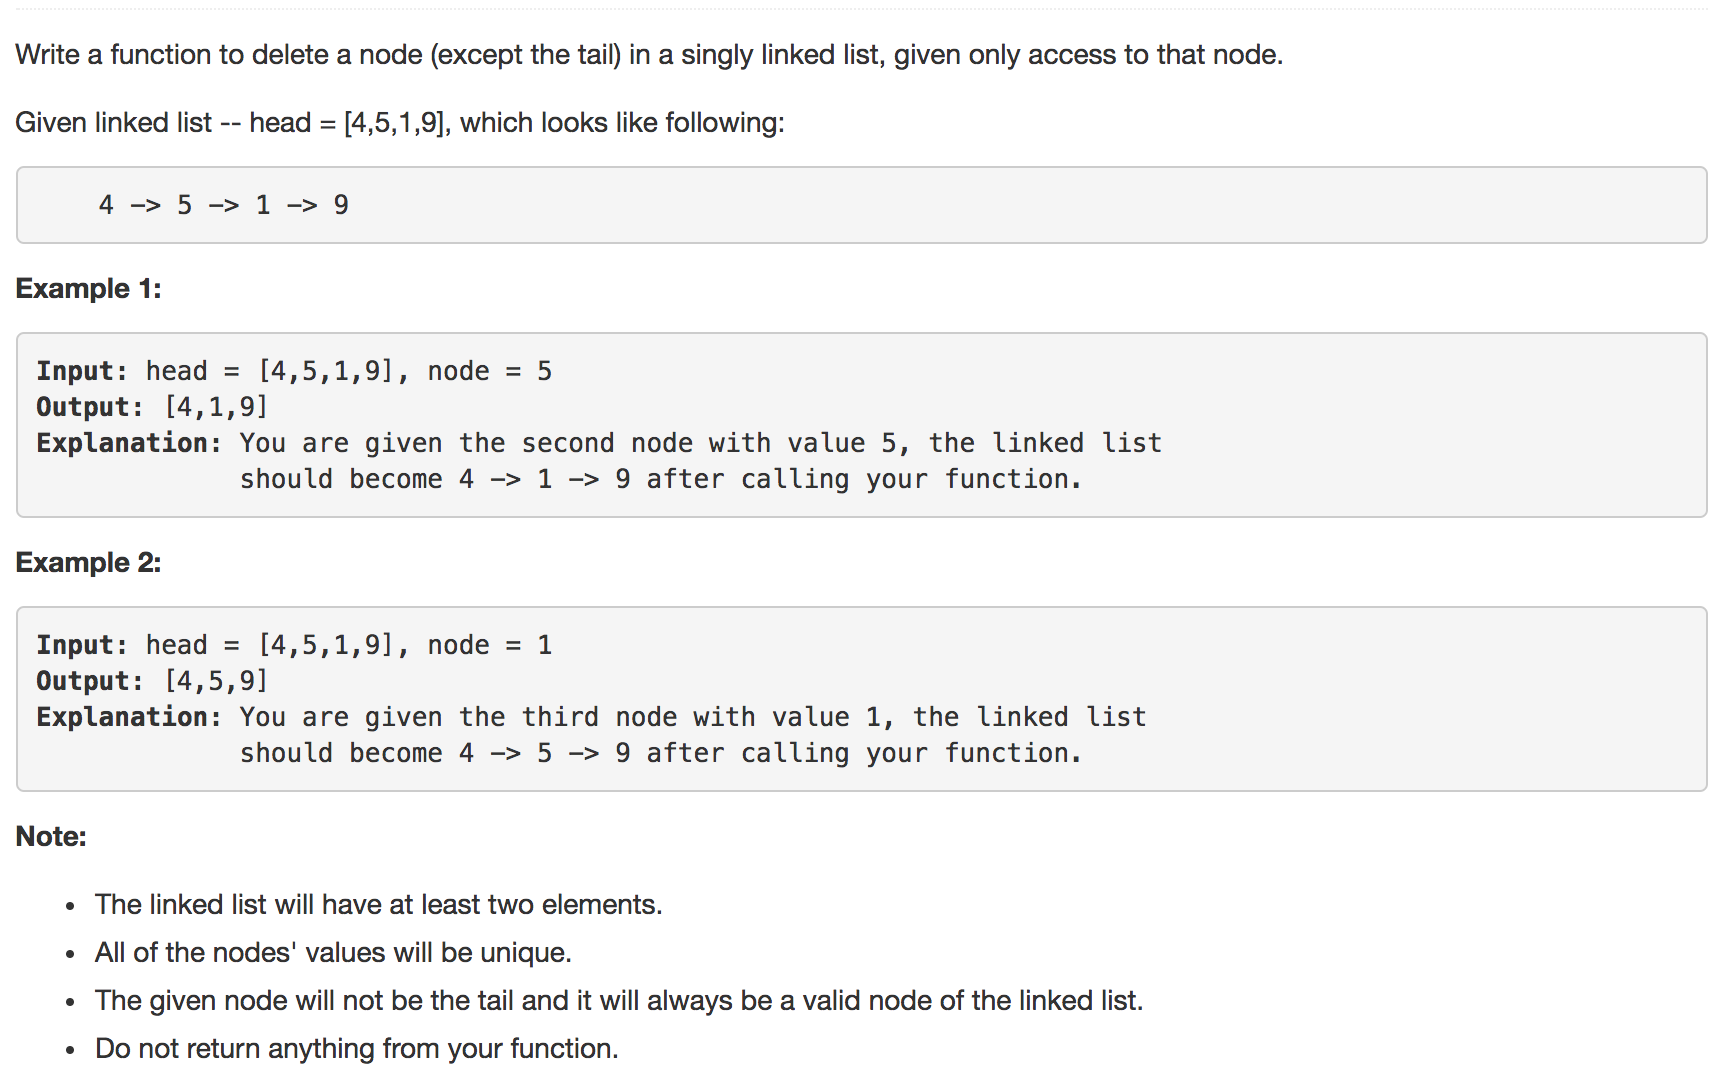 Write a function to delete a node (except the tail) in a singly linked list, given only access to that node.
Given linked list -- head = [4,5,1,9], which looks like following:
4 -> 5 -> 1 -> 9
Example 1:
Input: head = [4,5,1,9], node = 5
Output: [4,1,9]
Explanation: You are given the second node with value 5, the linked list
should become 4 -> 1 -> 9 after calling your function.
Example 2:
Input: head = [4,5,1,9], node = 1
Output: [4,5,9]
Explanation: You are given the third node with value 1, the linked list
should become 4 -> 5 -> 9 after calling your function.
Note:
• The linked list will have at least two elements.
• All of the nodes' values will be unique.
• The given node will not be the tail and it will always be a valid node of the linked list.
• Do not return anything from your function.